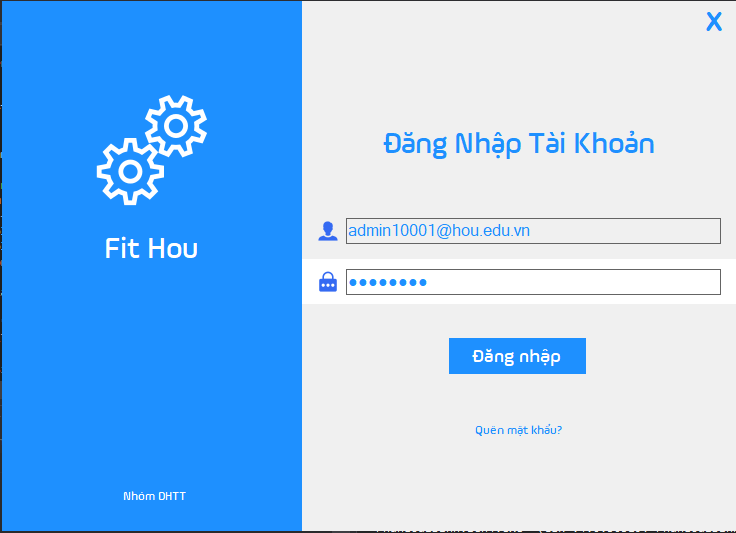 X
Đăng Nhập Tài Khoản
Fit Hou
admin10001@hou.edu.vn
●●●●●●●●
Đăng nhập
Quên mật khẩu?
Nhóm DHTT